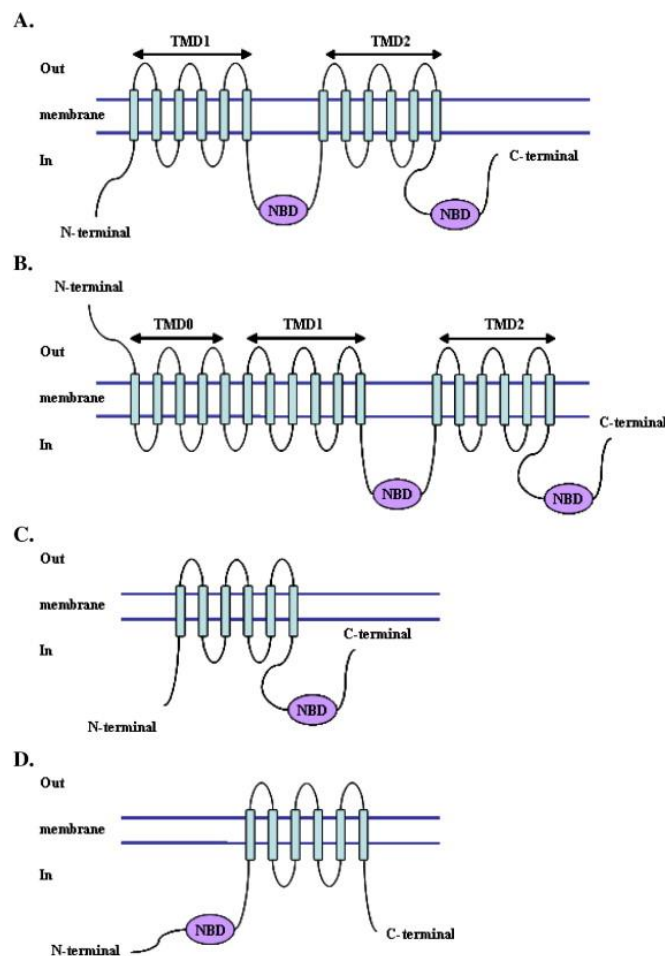 A.
TMD1 TMD2
Out
membrane
In
C-terminal
NBD NBD
N-terminal
B.
N-terminal
TMD0 TMD1 TMD2
Out
membrane
C-terminal
In
NBD NBD
C.
Out
membrane
C-terminal
In
NBD
N-terminal
D.
Out
membrane
In
NBD C-terminal
N-terminal